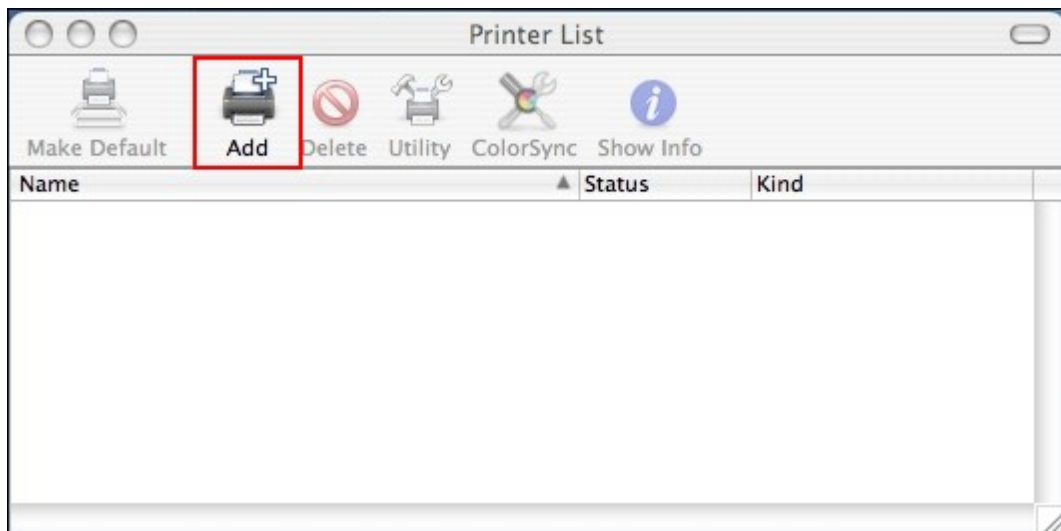 Printer List
Make Default Add Delete Utility ColorSync Show Info
Name Status Kind